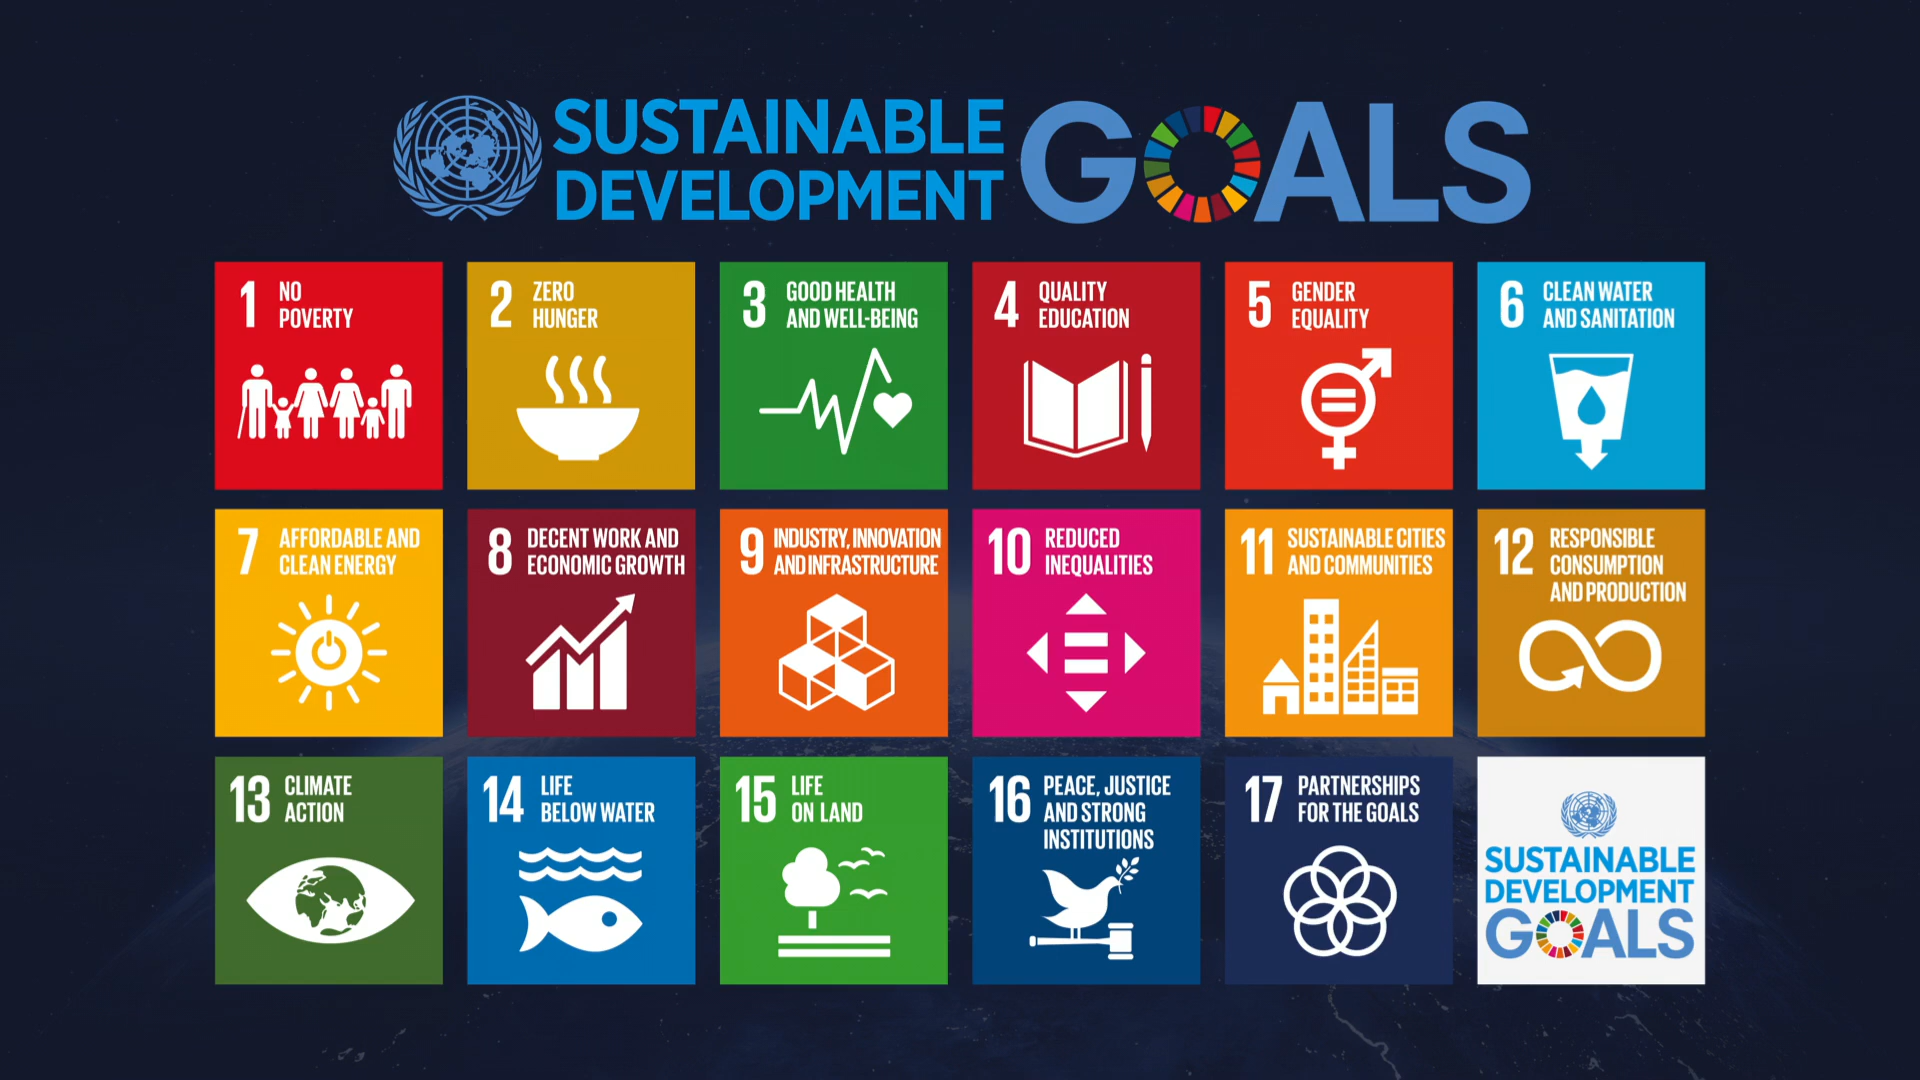 SUSTAINABLE
DEVELOPMENT
GOALS
1 NO
POVERTY
2 ZERO
HUNGER
3 GOOD HEALTH
AND WELL-BEING
4 QUALITY
EDUCATION
5 GENDER
EQUALITY
6 CLEAN WATER
AND SANITATION
7 AFFORDABLE AND
CLEAN ENERGY
8 DECENT WORK AND
ECONOMIC GROWTH
9 INDUSTRY, INNOVATION
AND INFRASTRUCTURE
10 REDUCED
INEQUALITIES
11 SUSTAINABLE CITIES
AND COMMUNITIES
12 RESPONSIBLE
CONSUMPTION
AND PRODUCTION
13 CLIMATE
ACTION
14 LIFE
BELOW WATER
15 LIFE
ON LAND
16 PEACE, JUSTICE
AND STRONG
INSTITUTIONS
17 PARTNERSHIPS
FOR THE GOALS
SUSTAINABLE
DEVELOPMENT
GOALS